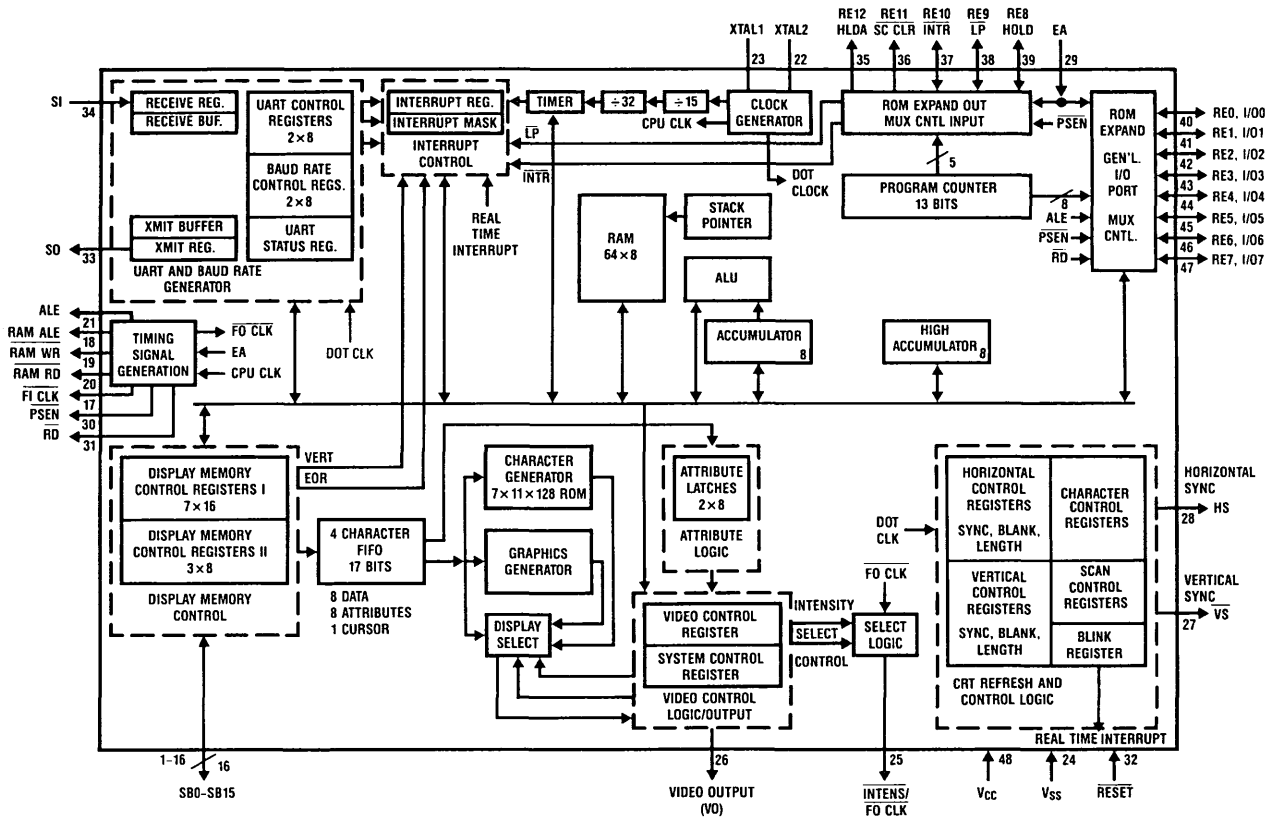 RE12 RE11 RE10 RE9 RE8
XTAL1 XTAL2 HLDA SC CLR INTR LP HOLD EA
23 22 35 36 37 38 39 29
SI
34
RECEIVE REG.
RECEIVE BUF.
UART CONTROL
REGISTERS
2×8
BAUD RATE
CONTROL REGS.
2×8
UART
STATUS REG.
XMIT BUFFER
XMIT REG.
SO
33
UART AND BAUD RATE
GENERATOR
DOT CLK
INTERRUPT REG.
INTERRUPT MASK
INTERRUPT
CONTROL
REAL
TIME
INTERRUPT
TIMER
÷32
÷15
CLOCK
GENERATOR
CPU CLK
LP
INTR
DOT
CLOCK
ROM EXPAND OUT
MUX CNTL INPUT
PSEN
5
PROGRAM COUNTER
13 BITS
8
ALE
PSEN
RD
ROM
EXPAND
GEN'L.
I/O
PORT
MUX
CNTL.
RE0, I/O0
40
RE1, I/O1
41
RE2, I/O2
42
RE3, I/O3
43
RE4, I/O4
44
RE5, I/O5
45
RE6, I/O6
46
RE7, I/O7
47
RAM
64×8
STACK
POINTER
ALU
ACCUMULATOR
8
HIGH
ACCUMULATOR
8
ALE
21
RAM ALE
18
RAM WR
19
RAM RD
20
FI CLK
17
PSEN
30
RD
31
TIMING
SIGNAL
GENERATION
FO CLK
EA
CPU CLK
DISPLAY MEMORY
CONTROL REGISTERS I
7×16
DISPLAY MEMORY
CONTROL REGISTERS II
3×8
DISPLAY MEMORY
CONTROL
VERT
EOR
4 CHARACTER
FIFO
17 BITS
8 DATA
8 ATTRIBUTES
1 CURSOR
CHARACTER
GENERATOR
7×11×128 ROM
GRAPHICS
GENERATOR
DISPLAY
SELECT
ATTRIBUTE
LATCHES
2×8
ATTRIBUTE
LOGIC
VIDEO CONTROL
REGISTER
SYSTEM CONTROL
REGISTER
VIDEO CONTROL
LOGIC/OUTPUT
INTENSITY
SELECT
CONTROL
FO CLK
SELECT
LOGIC
DOT
CLK
HORIZONTAL
CONTROL
REGISTERS
SYNC, BLANK,
LENGTH
CHARACTER
CONTROL
REGISTERS
VERTICAL
CONTROL
REGISTERS
SYNC, BLANK,
LENGTH
SCAN
CONTROL
REGISTERS
BLINK
REGISTER
CRT REFRESH AND
CONTROL LOGIC
REAL TIME INTERRUPT
HORIZONTAL
SYNC
HS
28
VERTICAL
SYNC
VS
27
1–16 16 26 25 48 24 32
SB0–SB15
VIDEO OUTPUT
(VO)
INTENS/
FO CLK
VCC
VSS
RESET